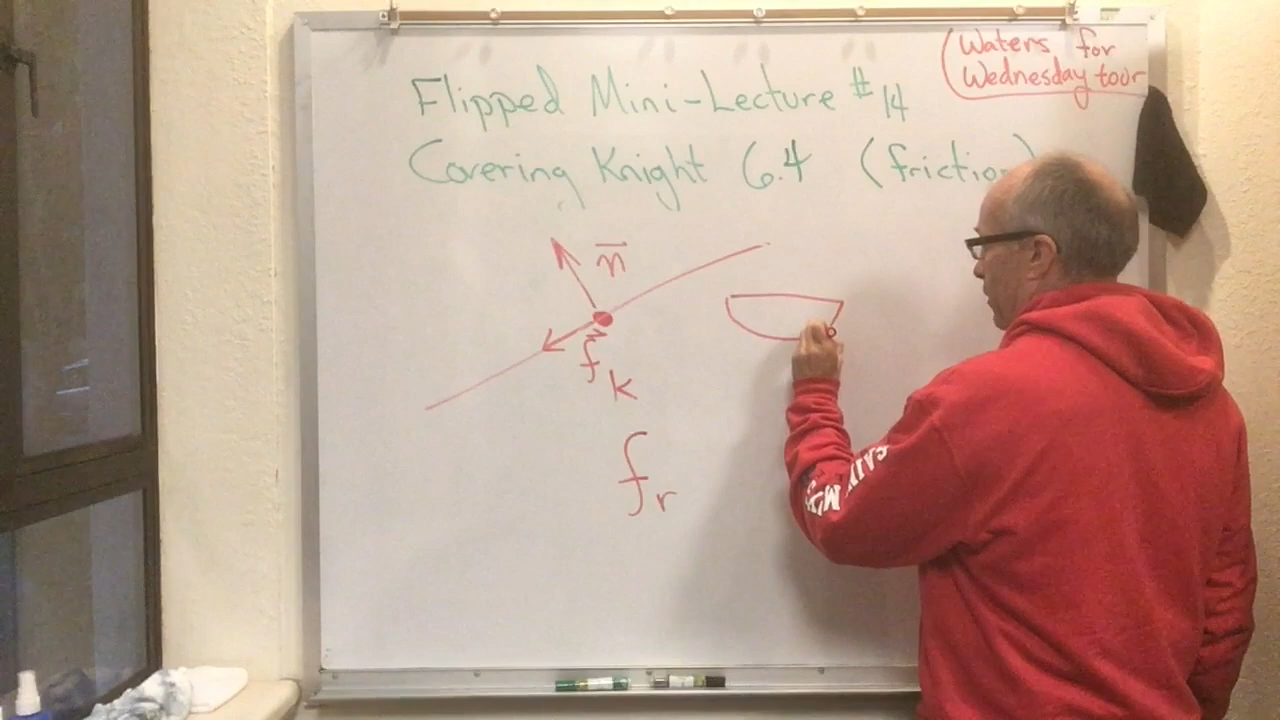 (Waters for
Wednesday tour
Flipped Mini-Lecture #14
Covering Knight 6.4 (friction)
n
f
K
f r